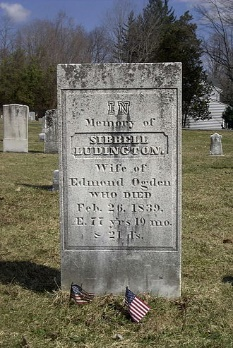 IN
Memory of
SIBBELL
LUDINGTON.
Wife of
Edmond Ogden
WHO DIED
Feb. 26, 1839.
E. 77 yrs 10 mo.
& 21 ds.